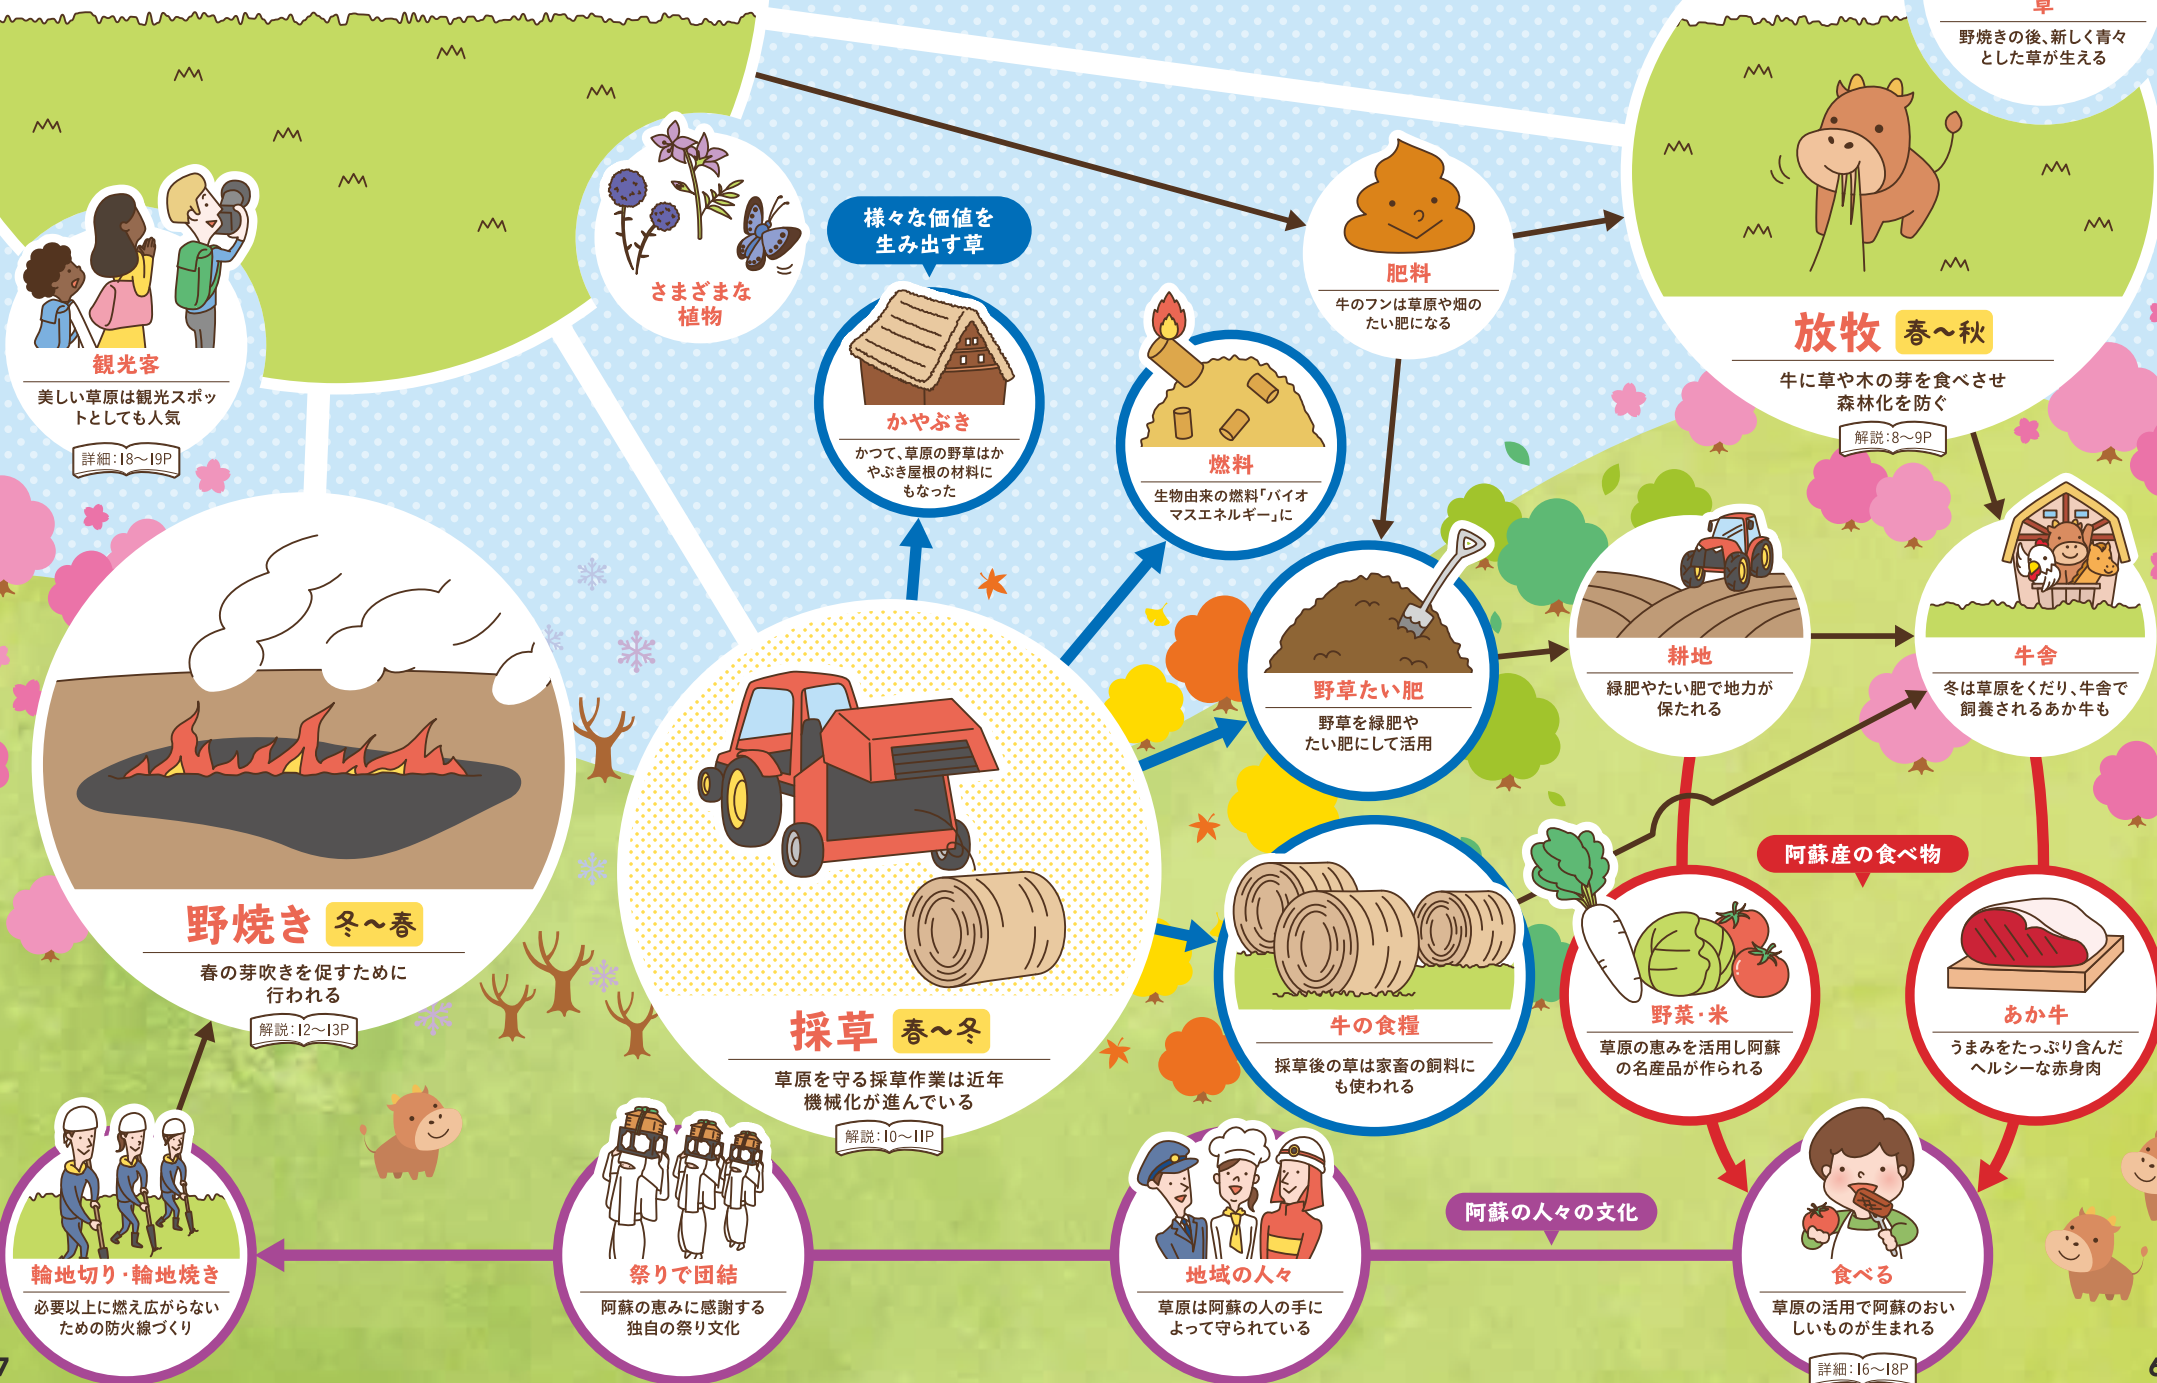 草
野焼きの後、新しく青々
とした草が生える
様々な価値を
生み出す草
さまざまな
植物
肥料
牛のフンは草原や畑の
たい肥になる
観光客
美しい草原は観光スポッ
トとしても人気
詳細:18〜19P
かやぶき
かつて、草原の野草はか
やぶき屋根の材料に
もなった
燃料
生物由来の燃料「バイオ
マスエネルギー」に
放牧 春〜秋
牛に草や木の芽を食べさせ
森林化を防ぐ
解説:8〜9P
野草たい肥
野草を緑肥や
たい肥にして活用
耕地
緑肥やたい肥で地力が
保たれる
牛舎
冬は草原をくだり、牛舎で
飼養されるあか牛も
野焼き 冬〜春
春の芽吹きを促すために
行われる
解説:12〜13P
採草 春〜冬
草原を守る採草作業は近年
機械化が進んでいる
解説:10〜11P
牛の食糧
採草後の草は家畜の飼料に
も使われる
阿蘇産の食べ物
野菜・米
草原の恵みを活用し阿蘇
の名産品が作られる
あか牛
うまみをたっぷり含んだ
ヘルシーな赤身肉
阿蘇の人々の文化
輪地切り・輪地焼き
必要以上に燃え広がらない
ための防火線づくり
祭りで団結
阿蘇の恵みに感謝する
独自の祭り文化
地域の人々
草原は阿蘇の人の手に
よって守られている
食べる
草原の活用で阿蘇のおい
しいものが生まれる
詳細:16〜18P
7
6